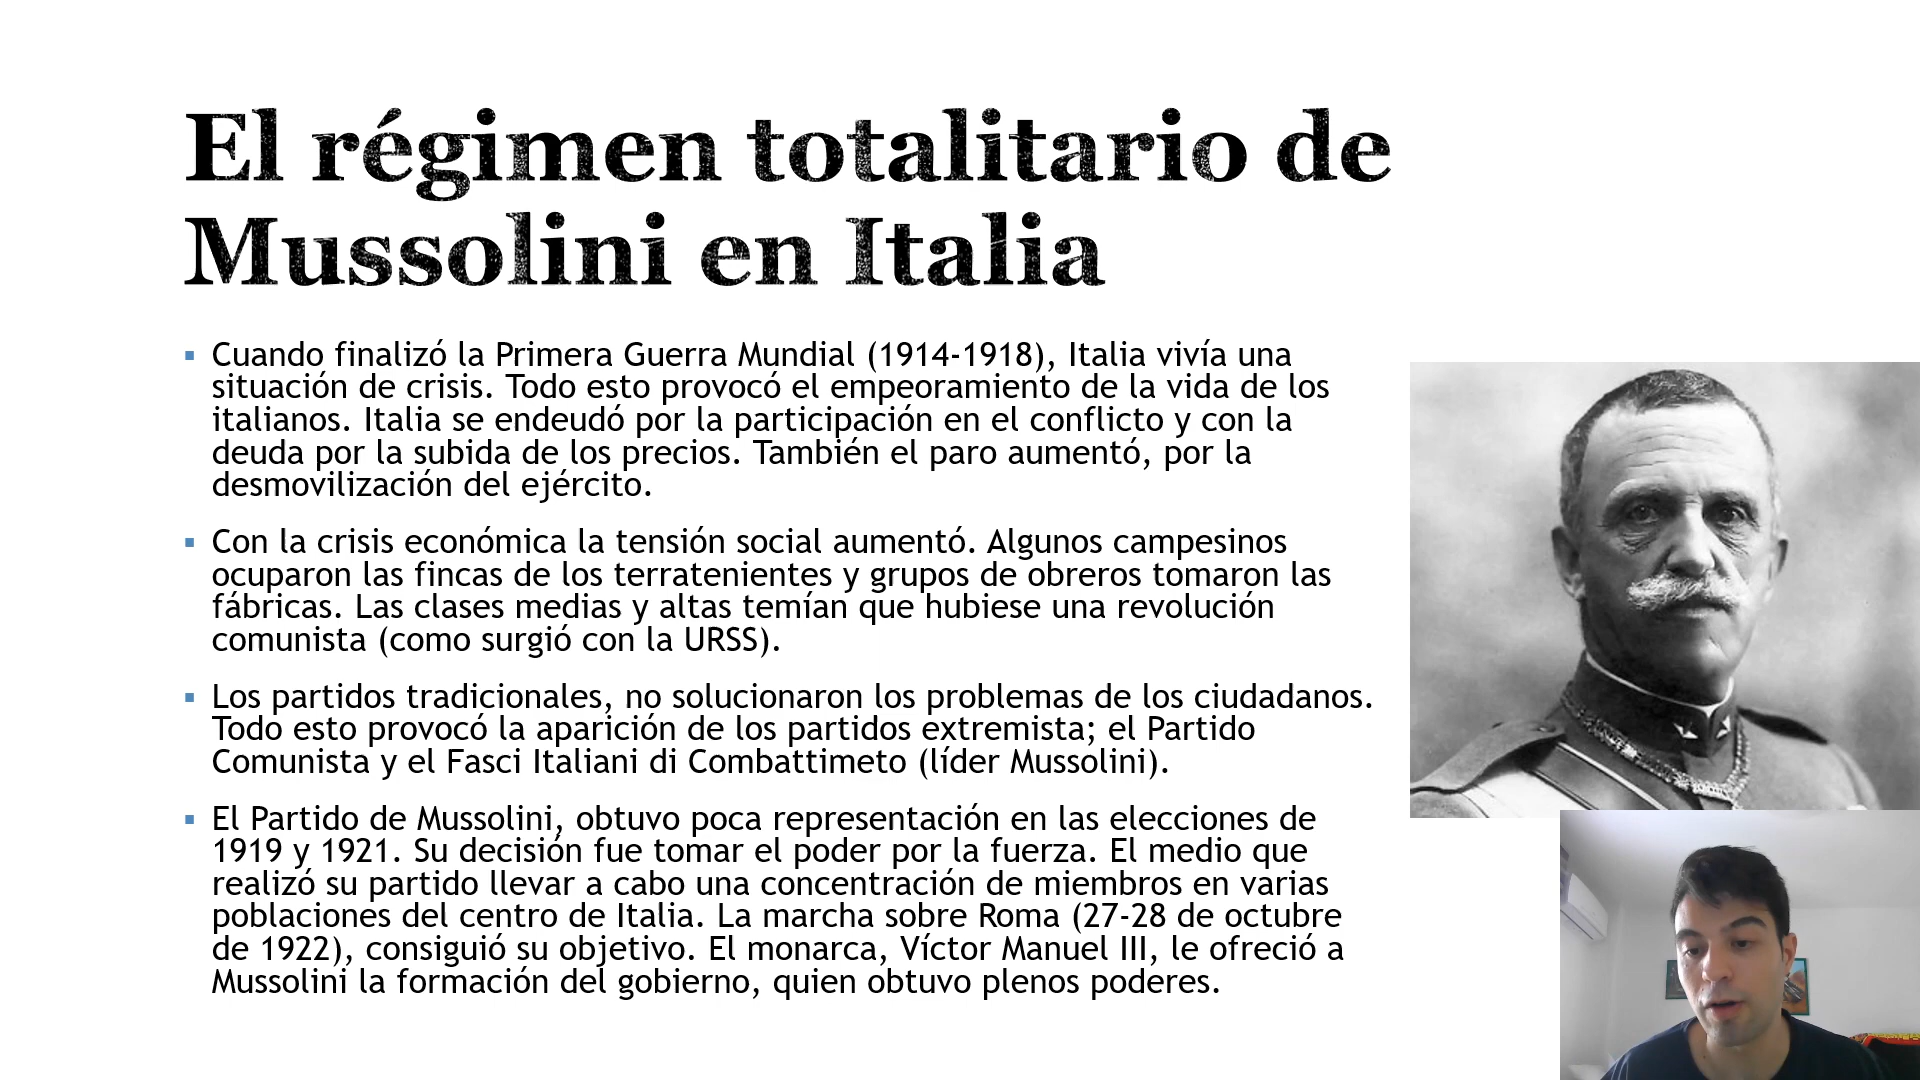 El régimen totalitario de
Mussolini en Italia
▪ Cuando finalizó la Primera Guerra Mundial (1914-1918), Italia vivía una
situación de crisis. Todo esto provocó el empeoramiento de la vida de los
italianos. Italia se endeudó por la participación en el conflicto y con la
deuda por la subida de los precios. También el paro aumentó, por la
desmovilización del ejército.
▪ Con la crisis económica la tensión social aumentó. Algunos campesinos
ocuparon las fincas de los terratenientes y grupos de obreros tomaron las
fábricas. Las clases medias y altas temían que hubiese una revolución
comunista (como surgió con la URSS).
▪ Los partidos tradicionales, no solucionaron los problemas de los ciudadanos.
Todo esto provocó la aparición de los partidos extremista; el Partido
Comunista y el Fasci Italiani di Combattimeto (líder Mussolini).
▪ El Partido de Mussolini, obtuvo poca representación en las elecciones de
1919 y 1921. Su decisión fue tomar el poder por la fuerza. El medio que
realizó su partido llevar a cabo una concentración de miembros en varias
poblaciones del centro de Italia. La marcha sobre Roma (27-28 de octubre
de 1922), consiguió su objetivo. El monarca, Víctor Manuel III, le ofreció a
Mussolini la formación del gobierno, quien obtuvo plenos poderes.